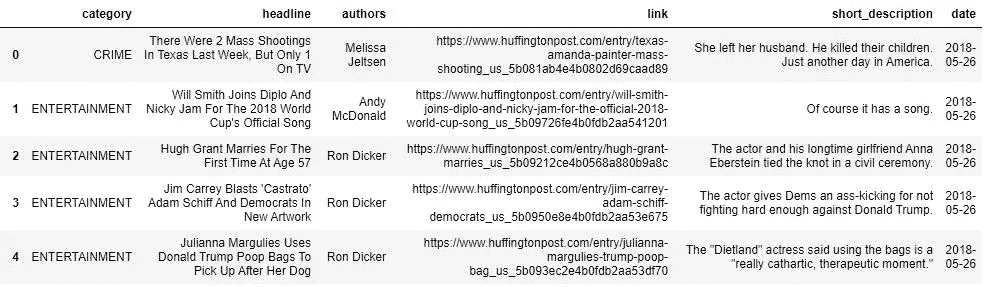 category headline authors link short_description date
0
CRIME
There Were 2 Mass Shootings
In Texas Last Week, But Only 1
On TV
Melissa
Jeltsen
https://www.huffingtonpost.com/entry/texas-
amanda-painter-mass-
shooting_us_5b081ab4e4b0802d69caad89
She left her husband. He killed their children.
Just another day in America.
2018-
05-26
1
ENTERTAINMENT
Will Smith Joins Diplo And
Nicky Jam For The 2018 World
Cup's Official Song
Andy
McDonald
https://www.huffingtonpost.com/entry/will-smith-
joins-diplo-and-nicky-jam-for-the-official-2018-
world-cup-song_us_5b09726fe4b0fdb2aa541201
Of course it has a song.
2018-
05-26
2
ENTERTAINMENT
Hugh Grant Marries For The
First Time At Age 57
Ron Dicker
https://www.huffingtonpost.com/entry/hugh-grant-
marries_us_5b09212ce4b0568a880b9a8c
The actor and his longtime girlfriend Anna
Eberstein tied the knot in a civil ceremony.
2018-
05-26
3
ENTERTAINMENT
Jim Carrey Blasts 'Castrato'
Adam Schiff And Democrats In
New Artwork
Ron Dicker
https://www.huffingtonpost.com/entry/jim-carrey-
adam-schiff-
democrats_us_5b0950e8e4b0fdb2aa53e675
The actor gives Dems an ass-kicking for not
fighting hard enough against Donald Trump.
2018-
05-26
4
ENTERTAINMENT
Julianna Margulies Uses
Donald Trump Poop Bags To
Pick Up After Her Dog
Ron Dicker
https://www.huffingtonpost.com/entry/julianna-
margulies-trump-poop-
bag_us_5b093ec2e4b0fdb2aa53df70
The "Dietland" actress said using the bags is a
"really cathartic, therapeutic moment."
2018-
05-26